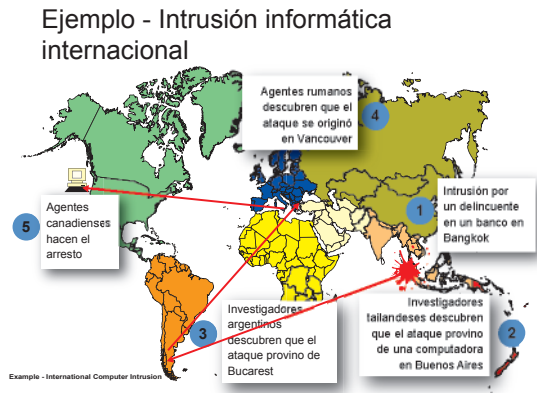 Ejemplo - Intrusión informática
internacional
Agentes rumanos
descubren que el
ataque se originó
en Vancouver
4
1
Intrusión por
un delincuente
en un banco en
Bangkok
5
Agentes
canadienses
hacen el
arresto
3
Investigadores
argentinos
descubren que el
ataque provino de
Bucarest
Investigadores
tailandeses descubren
que el ataque provino
de una computadora
en Buenos Aires
2
Example - International Computer Intrusion